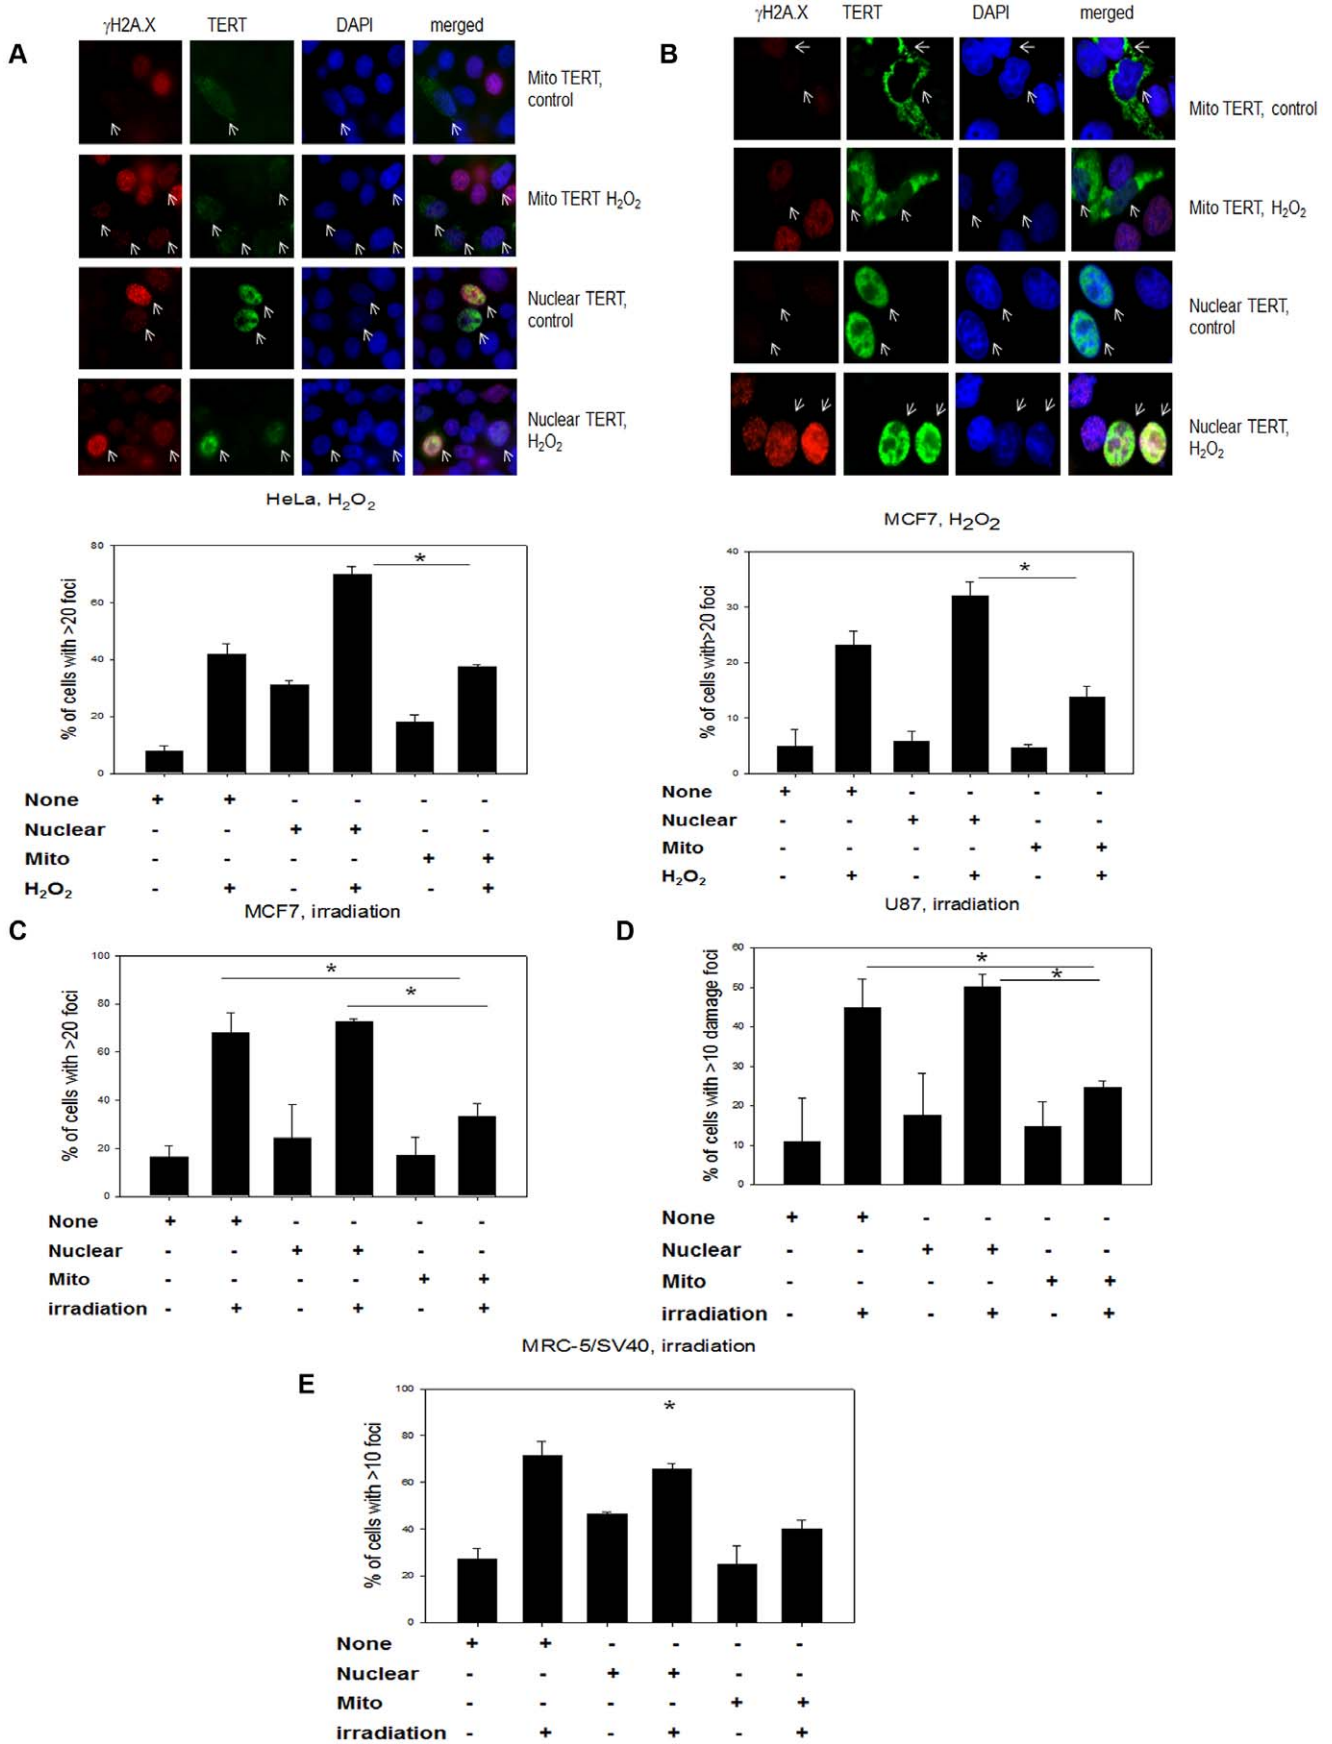 γH2A.X TERT DAPI merged
A
Mito TERT,
control
Mito TERT H₂O₂
Nuclear TERT,
control
Nuclear TERT,
H₂O₂
HeLa, H₂O₂
% of cells with >20 foci
80
60
40
20
0
*
None + + - - - -
Nuclear - - + + - -
Mito - - - - + +
H₂O₂ - + - + - +
γH2A.X TERT DAPI merged
B
Mito TERT, control
Mito TERT, H₂O₂
Nuclear TERT,
control
Nuclear TERT,
H₂O₂
MCF7, H₂O₂
% of cells with>20 foci
40
30
20
10
0
*
None + + - - - -
Nuclear - - + + - -
Mito - - - - + +
H₂O₂ - + - + - +
MCF7, irradiation
C
% of cells with >20 foci
100
80
60
40
20
0
*
*
None + + - - - -
Nuclear - - + + - -
Mito - - - - + +
irradiation - + - + - +
U87, irradiation
D
% of cells with >10 damage foci
60
50
40
30
20
10
0
*
*
None + + - - - -
Nuclear - - + + - -
Mito - - - - + +
irradiation - + - + - +
MRC-5/SV40, irradiation
E
% of cells with >10 foci
100
80
60
40
20
0
*
None + + - - - -
Nuclear - - + + - -
Mito - - - - + +
irradiation - + - + - +